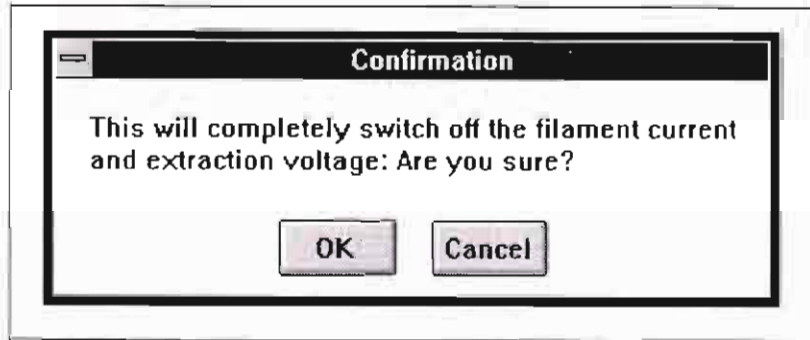 Confirmation
This will completely switch off the filament current
and extraction voltage: Are you sure?
OK
Cancel